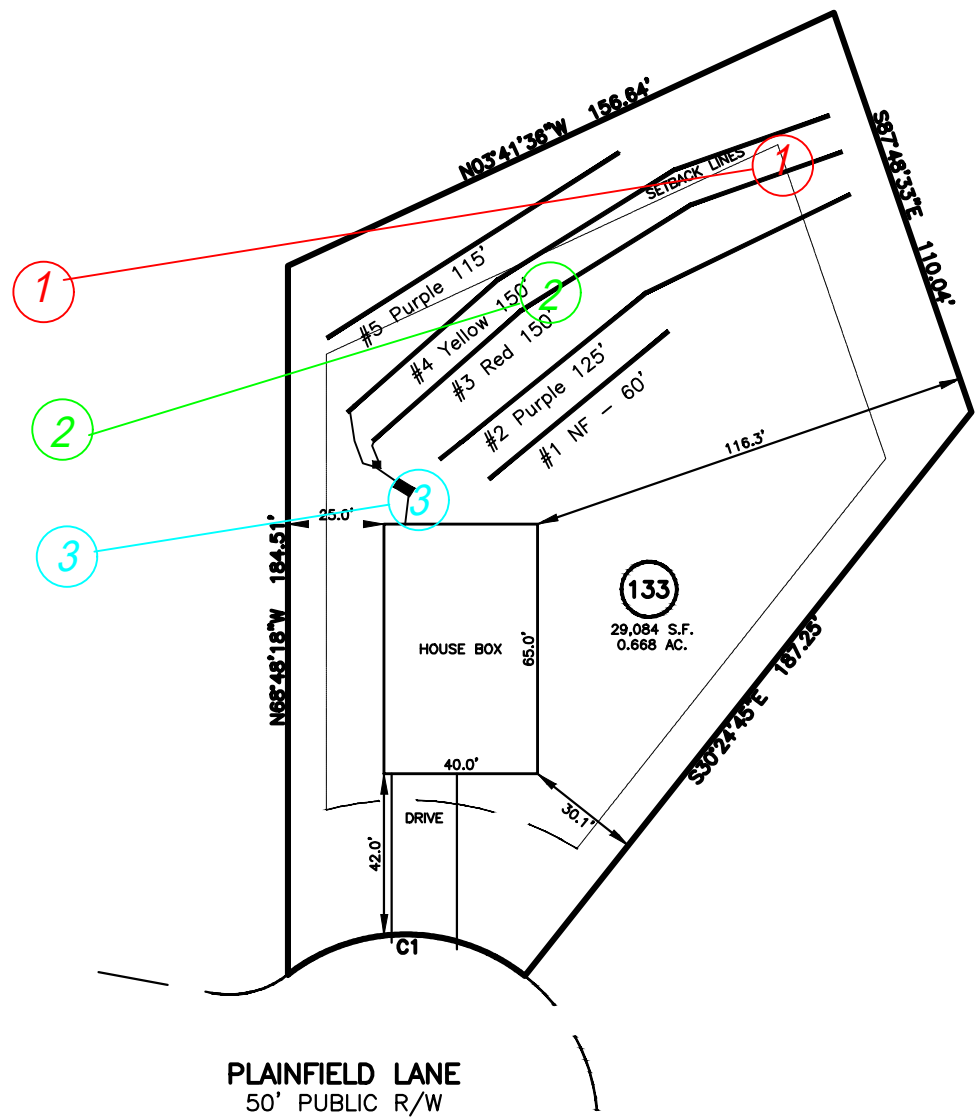 N03°41'36"W 156.64'
S87°48'33"E 110.04'
SETBACK LINES
1
1
#5 Purple 115'
2
#4 Yellow 150'
#3 Red 150'
#2 Purple 125'
#1 NF - 60'
2
116.3'
3
25.0'
3
N68°48'18"W 184.51'
133
29,084 S.F.
0.668 AC.
HOUSE BOX
65.0'
S30°24'45"E 187.25'
40.0'
30.1'
DRIVE
42.0'
C1
PLAINFIELD LANE
50' PUBLIC R/W